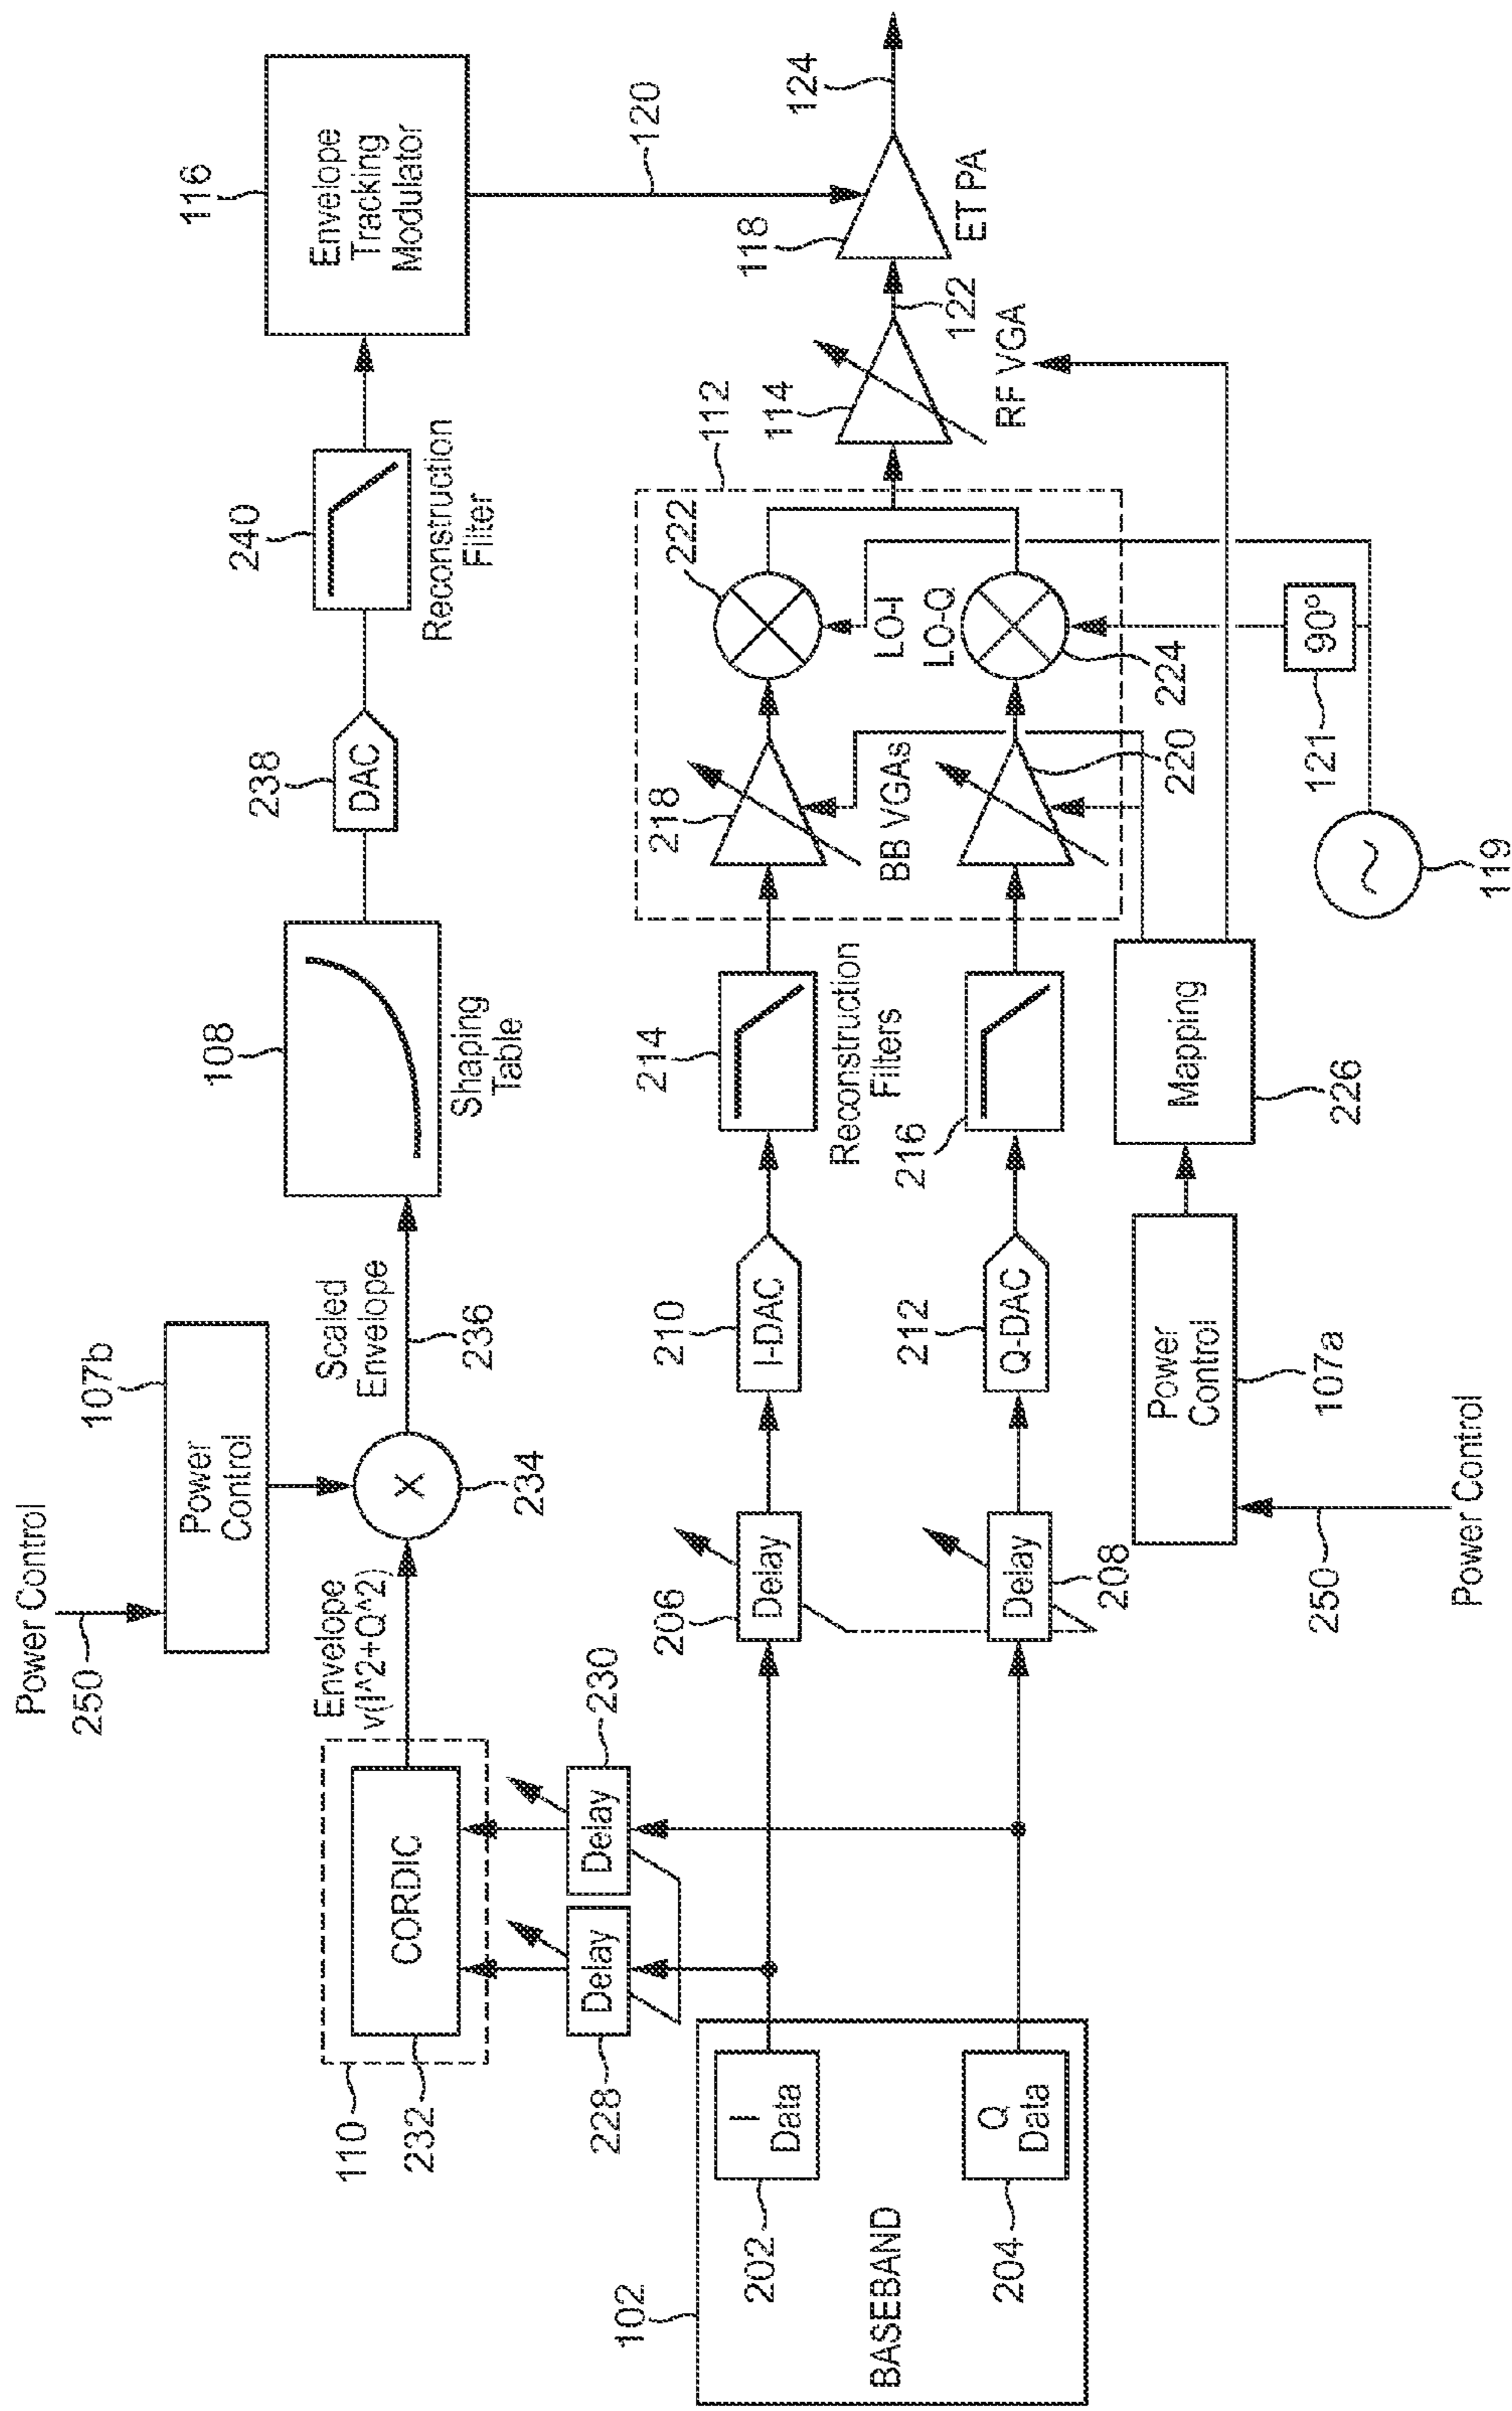 Power Control
250
107b
Power
Control
Envelope
v(I^2+Q^2)
Scaled
Envelope
236
234
110
232
CORDIC
228
Delay
230
Delay
108
Shaping
Table
238
DAC
240
Reconstruction
Filter
116
Envelope
Tracking
Modulator
120
102
BASEBAND
202
I
Data
204
Q
Data
206
Delay
208
Delay
210
I-DAC
212
Q-DAC
214
Reconstruction
Filters
216
218
BB VGAs
220
222
LO-I
LO-Q
224
112
114
RF VGA
122
118
ET PA
124
Power
Control
107a
250
Power Control
Mapping
226
121
90°
119